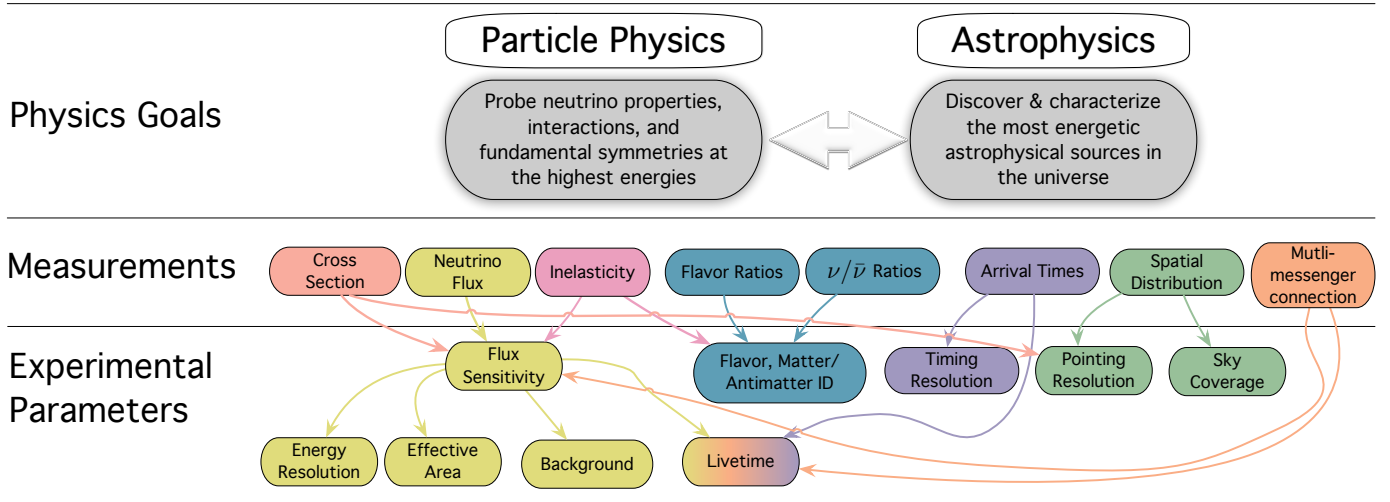 Particle Physics
Astrophysics
Physics Goals
Probe neutrino properties,
interactions, and
fundamental symmetries at
the highest energies
Discover & characterize
the most energetic
astrophysical sources in
the universe
Measurements
Cross
Section
Neutrino
Flux
Inelasticity
Flavor Ratios
ν/ν̄ Ratios
Arrival Times
Spatial
Distribution
Mutli-
messenger
connection
Experimental
Parameters
Flux
Sensitivity
Flavor, Matter/
Antimatter ID
Timing
Resolution
Pointing
Resolution
Sky
Coverage
Energy
Resolution
Effective
Area
Background
Livetime